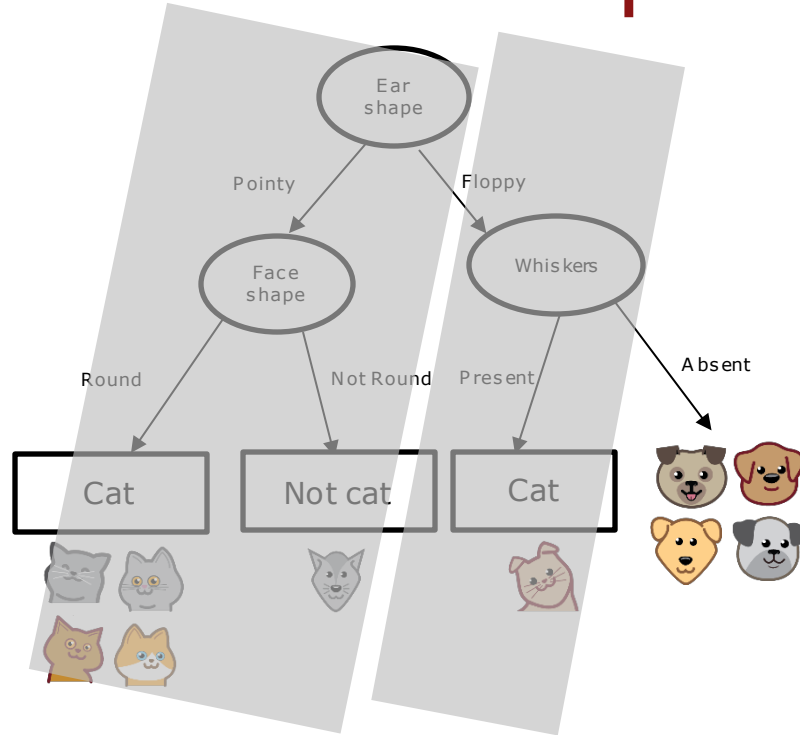 Ear
shape
Pointy
Floppy
Face
shape
Whiskers
Round
Not Round
Present
Absent
Cat
Not cat
Cat